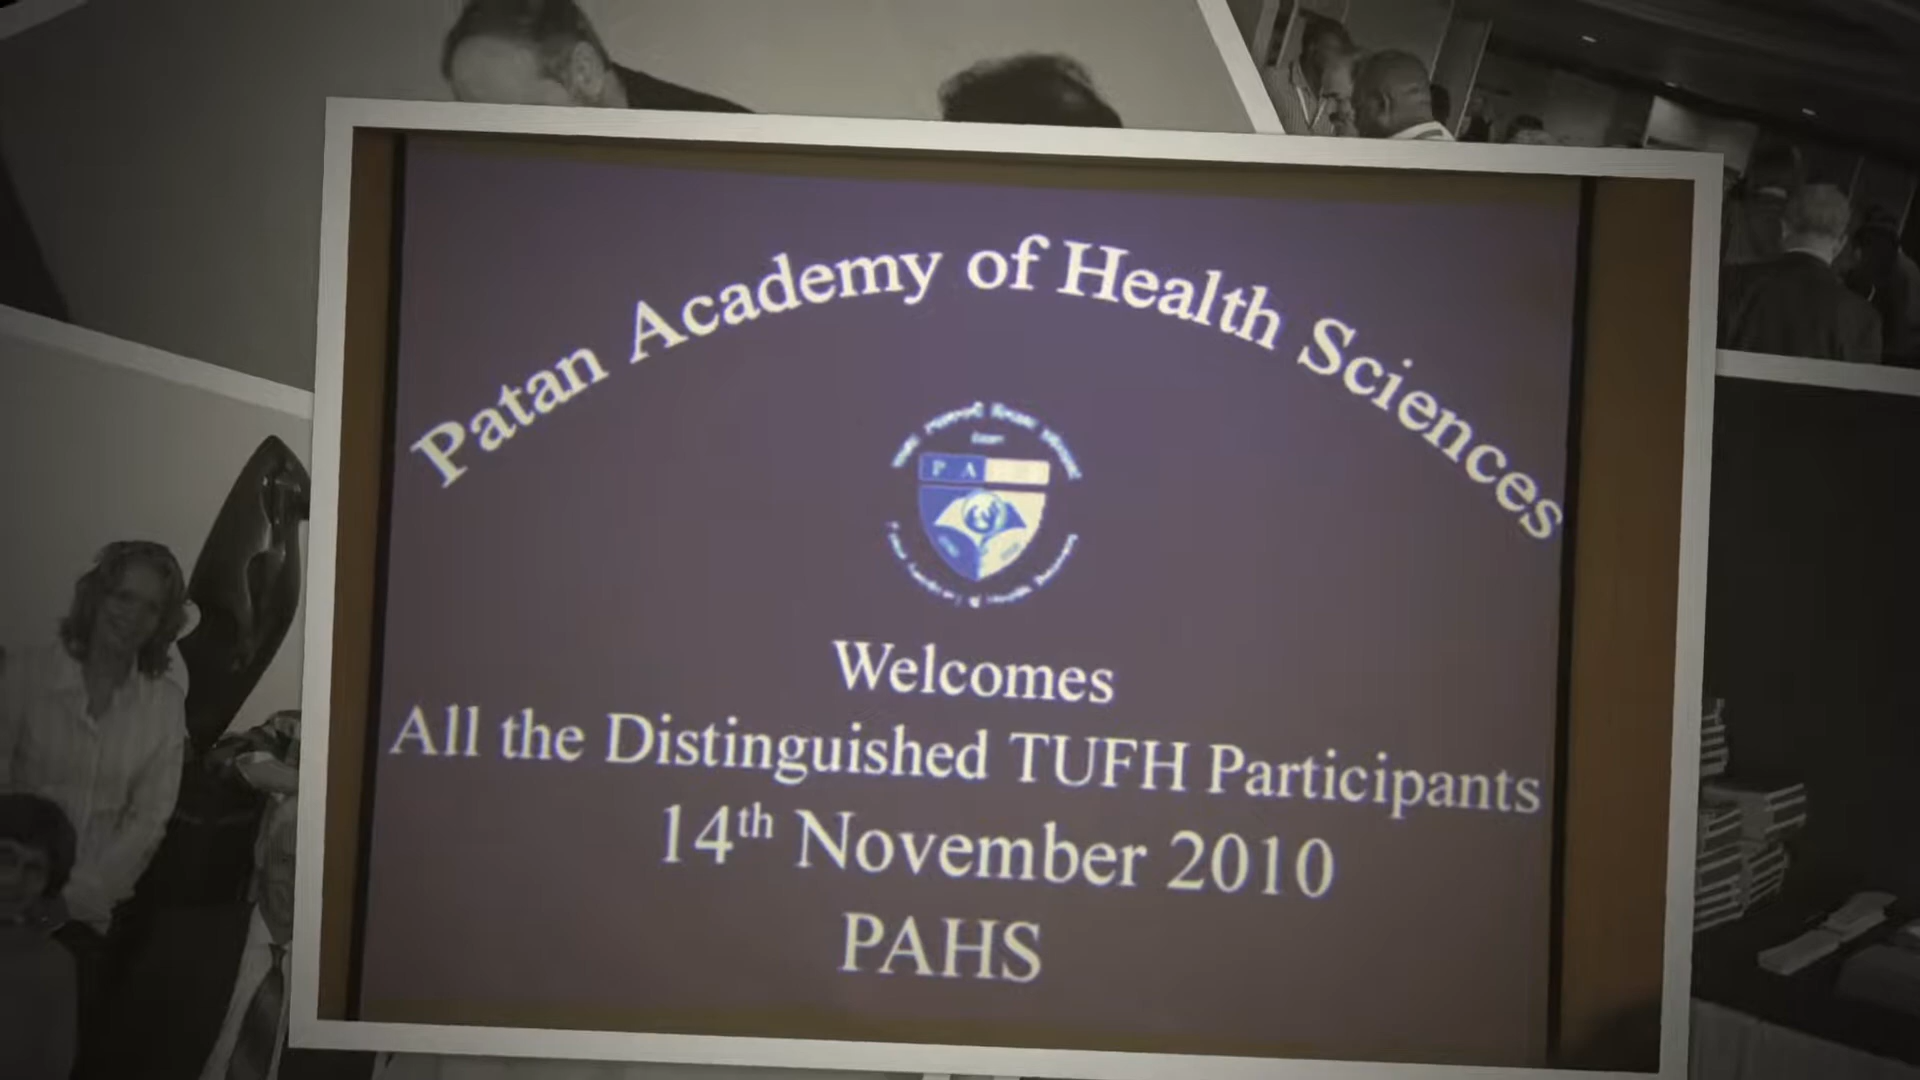 Patan Academy of Health Sciences
P A
Welcomes
All the Distinguished TUFH Participants
14th November 2010
PAHS